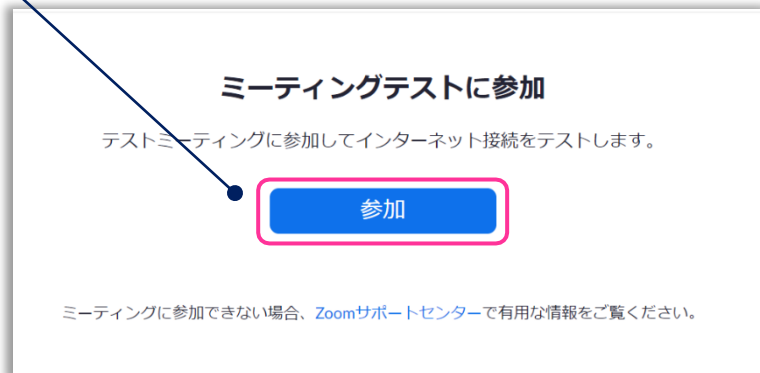 ミーティングテストに参加
テストミーティングに参加してインターネット接続をテストします。
参加
ミーティングに参加できない場合、Zoomサポートセンターで有用な情報をご覧ください。